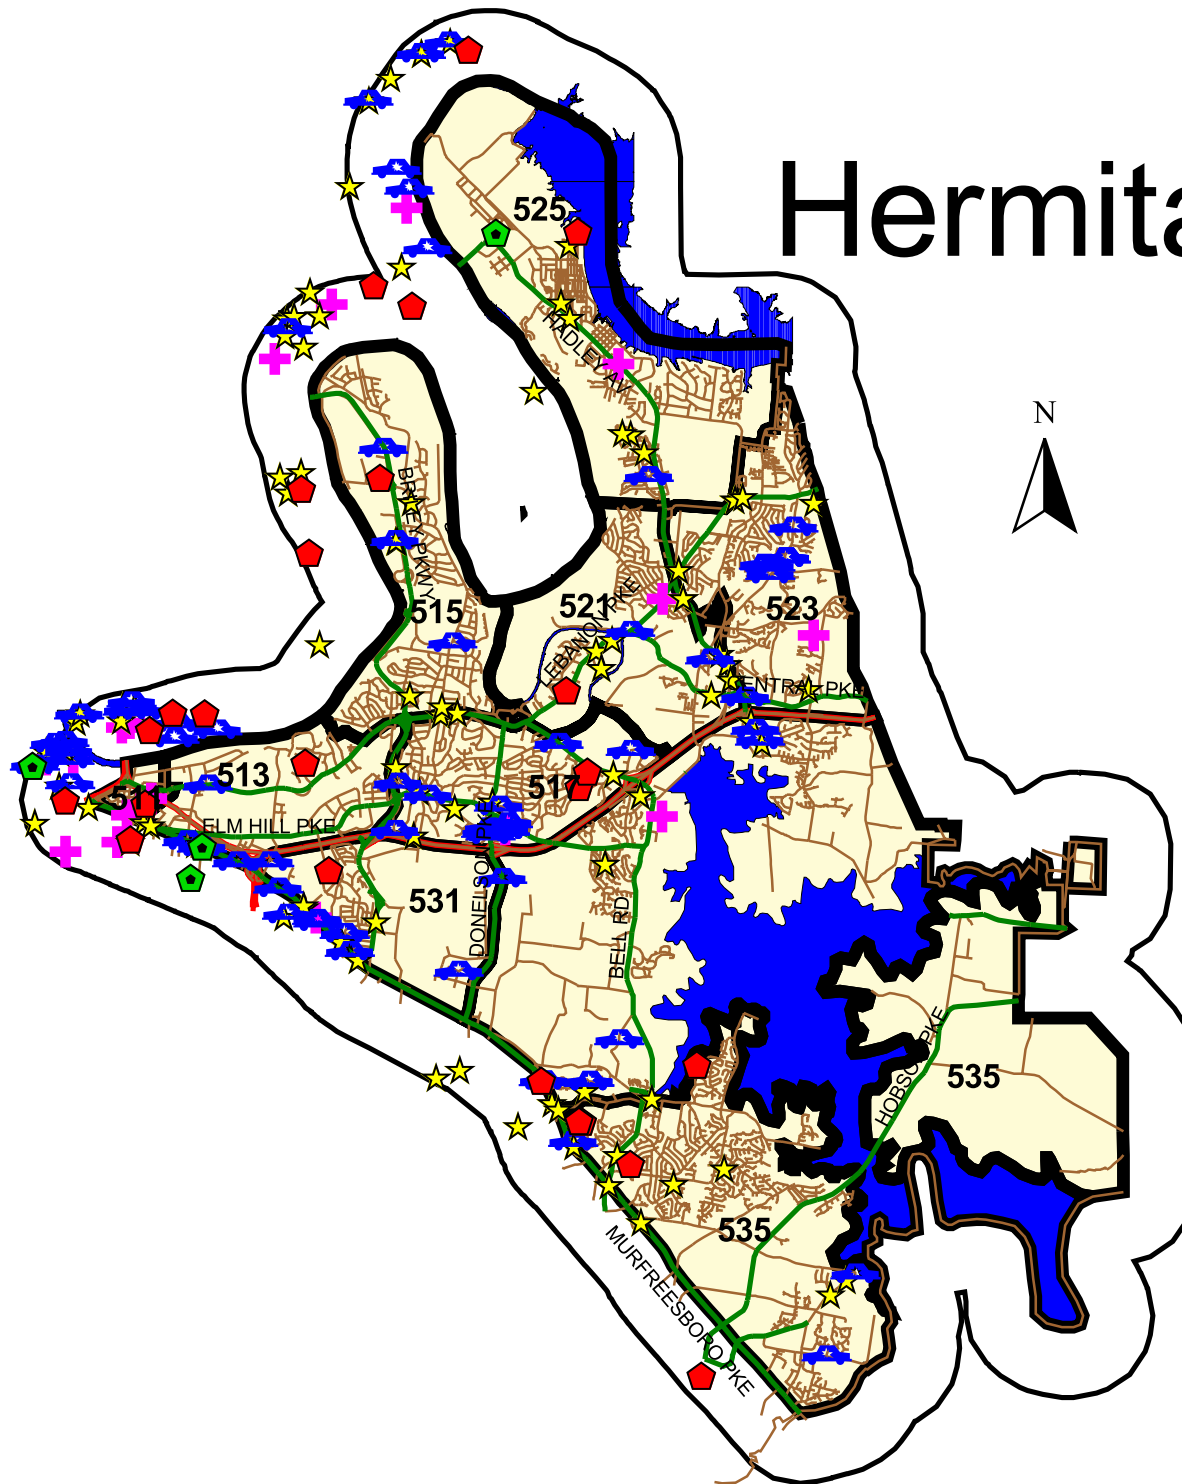 Hermita
525
HADLEY AV
N
BRILEY PKWY
515
521
LEBANON PKE
523
CENTRAL PKE
513
511
517
ELM HILL PKE
DONELSON PKE
531
BELL RD
HOBSON PKE
535
535
MURFREESBORO PKE